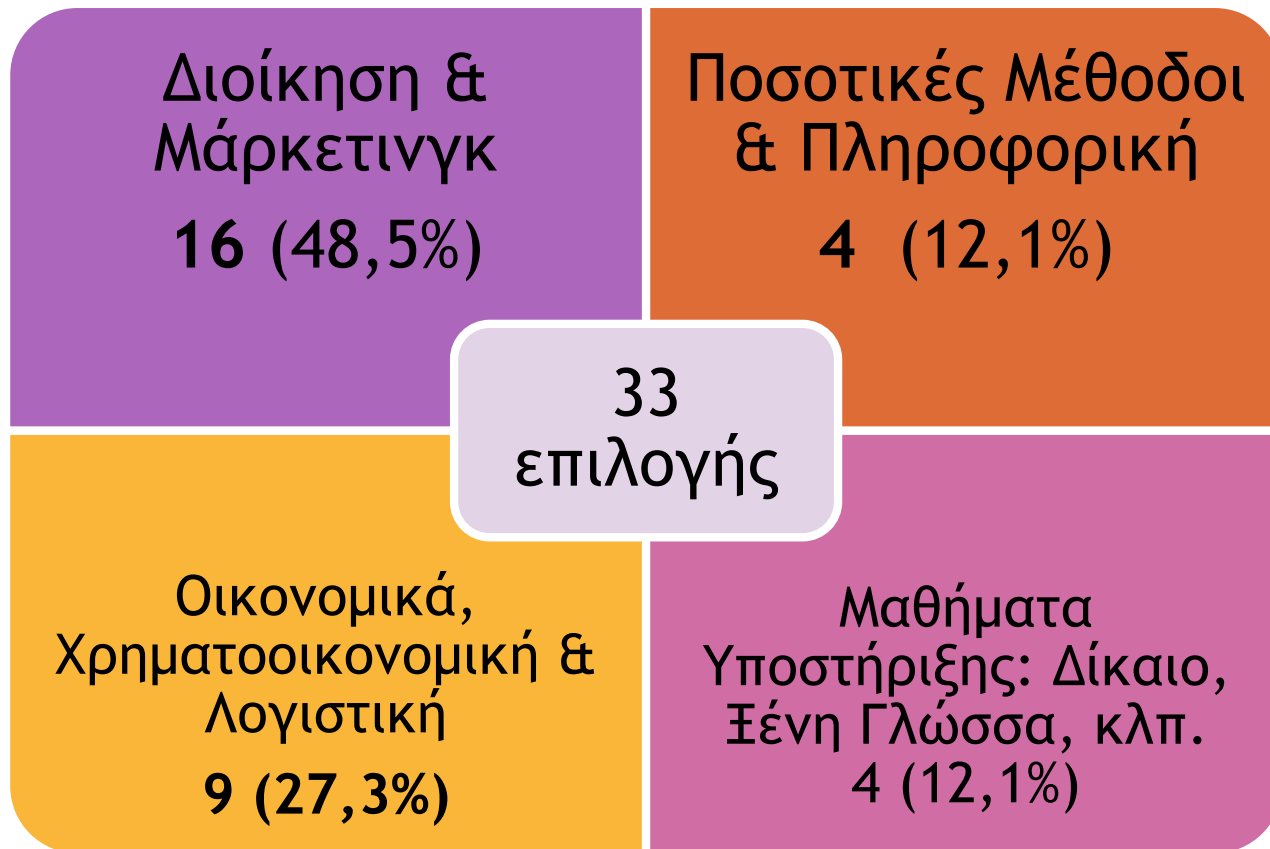 Διοίκηση &
Μάρκετινγκ
16 (48,5%)
Ποσοτικές Μέθοδοι
& Πληροφορική
4 (12,1%)
33
επιλογής
Οικονομικά,
Χρηματοοικονομική &
Λογιστική
9 (27,3%)
Μαθήματα
Υποστήριξης: Δίκαιο,
Ξένη Γλώσσα, κλπ.
4 (12,1%)